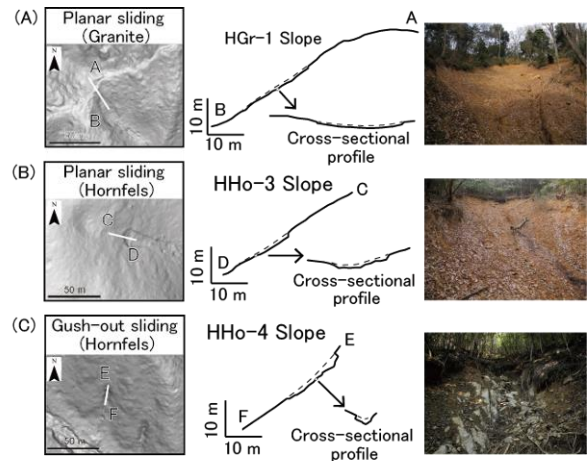 (A)
Planar sliding
(Granite)
N
A
B
HGr-1 Slope
A
B
10 m
10 m
Cross-sectional
profile
(B)
Planar sliding
(Hornfels)
N
C
D
50 m
HHo-3 Slope
C
D
10 m
10 m
Cross-sectional
profile
(C)
Gush-out sliding
(Hornfels)
N
E
F
50 m
HHo-4 Slope
E
F
10 m
10 m
Cross-sectional
profile